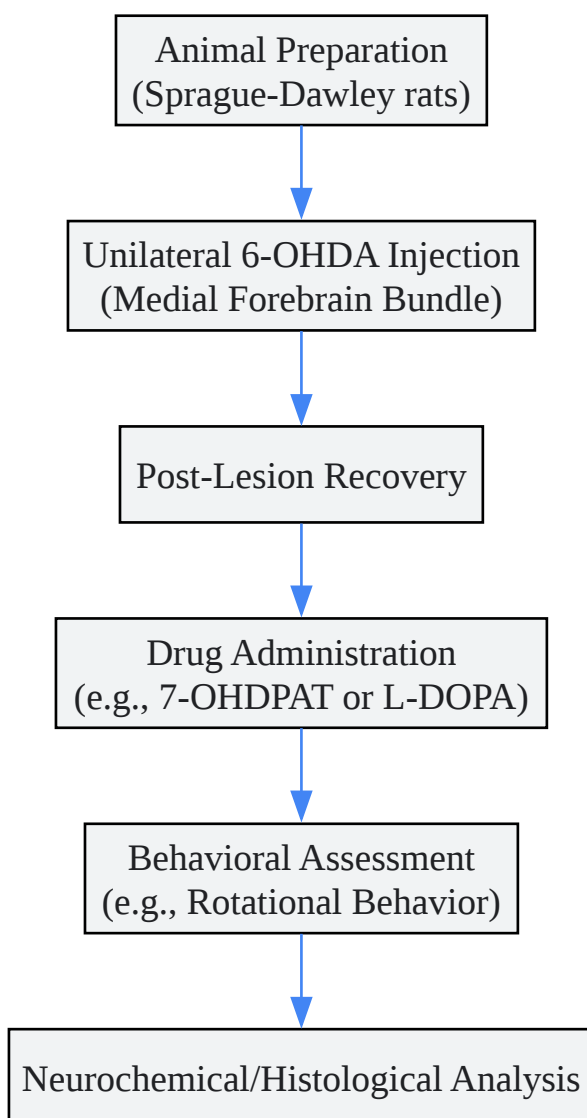 Animal Preparation
(Sprague-Dawley rats)
Unilateral 6-OHDA Injection
(Medial Forebrain Bundle)
Post-Lesion Recovery
Drug Administration
(e.g., 7-OHDPAT or L-DOPA)
Behavioral Assessment
(e.g., Rotational Behavior)
Neurochemical/Histological Analysis